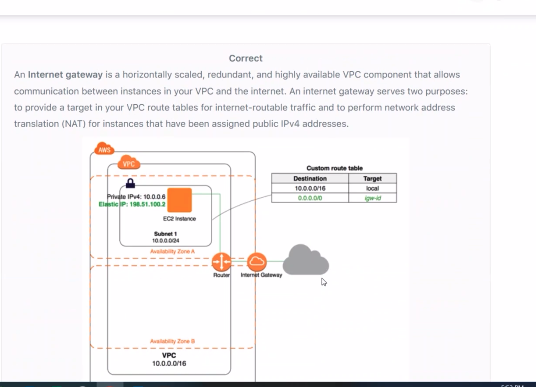 Correct
An Internet gateway is a horizontally scaled, redundant, and highly available VPC component that allows
communication between instances in your VPC and the internet. An internet gateway serves two purposes:
to provide a target in your VPC route tables for internet-routable traffic and to perform network address
translation (NAT) for instances that have been assigned public IPv4 addresses.
AWS
VPC
Custom route table
Destination Target
10.0.0.0/16 local
0.0.0.0/0 igw-id
Private IPv4: 10.0.0.6
Elastic IP: 198.51.100.2
EC2 Instance
Subnet 1
10.0.0.0/24
Availability Zone A
Router
Internet Gateway
Availability Zone B
VPC
10.0.0.0/16